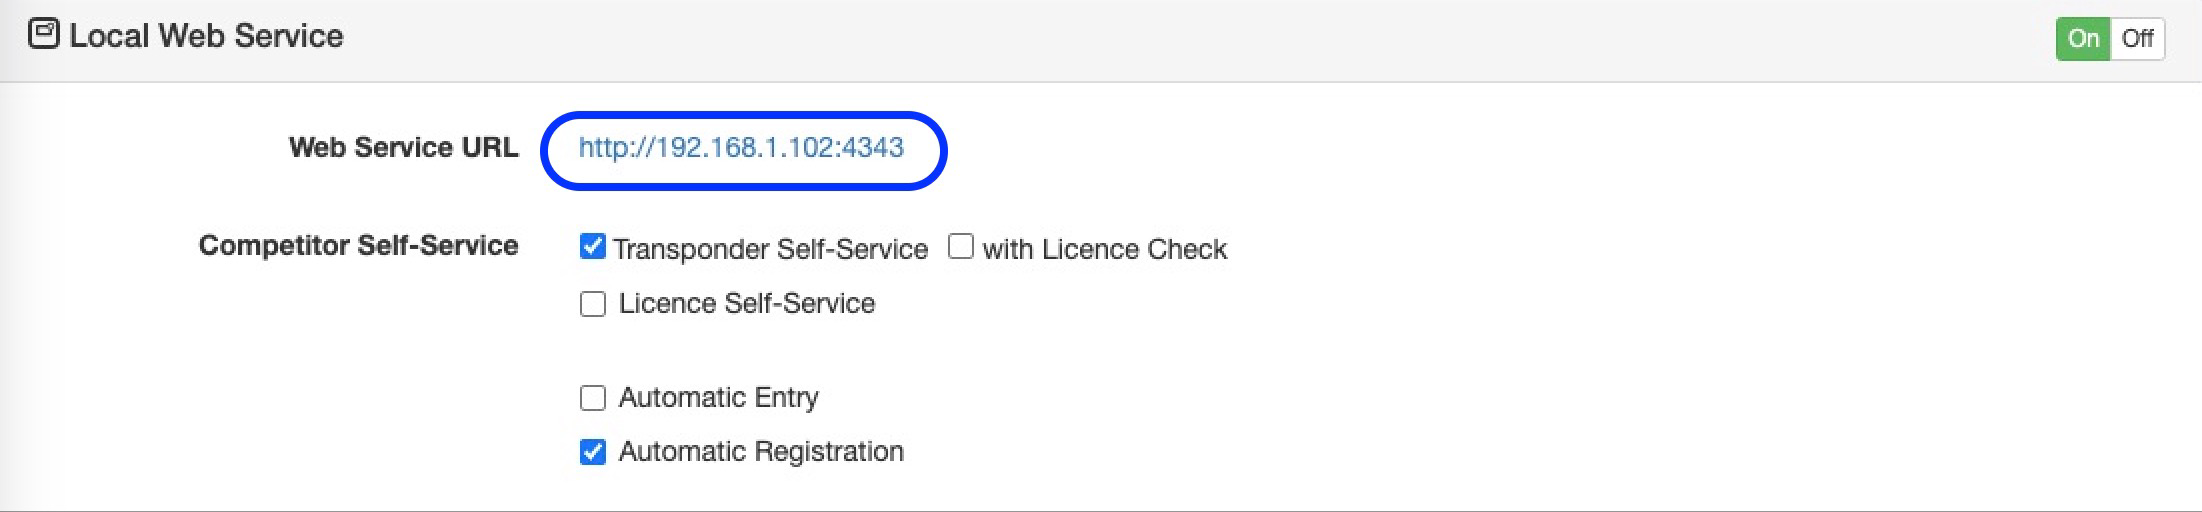 Local Web Service On Off
Web Service URL http://192.168.1.102:4343
Competitor Self-Service Transponder Self-Service with Licence Check
Licence Self-Service
Automatic Entry
Automatic Registration